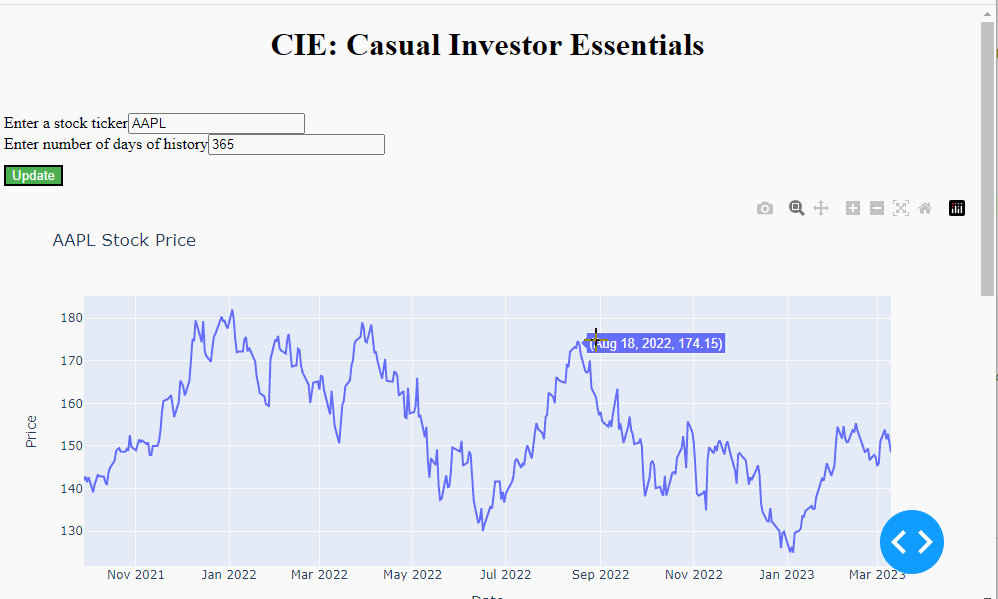 CIE: Casual Investor Essentials
Enter a stock ticker AAPL
Enter number of days of history 365
Update
AAPL Stock Price
180
170
160
150
140
130
Price
(Aug 18, 2022, 174.15)
Nov 2021 Jan 2022 Mar 2022 May 2022 Jul 2022 Sep 2022 Nov 2022 Jan 2023 Mar 2023
Date